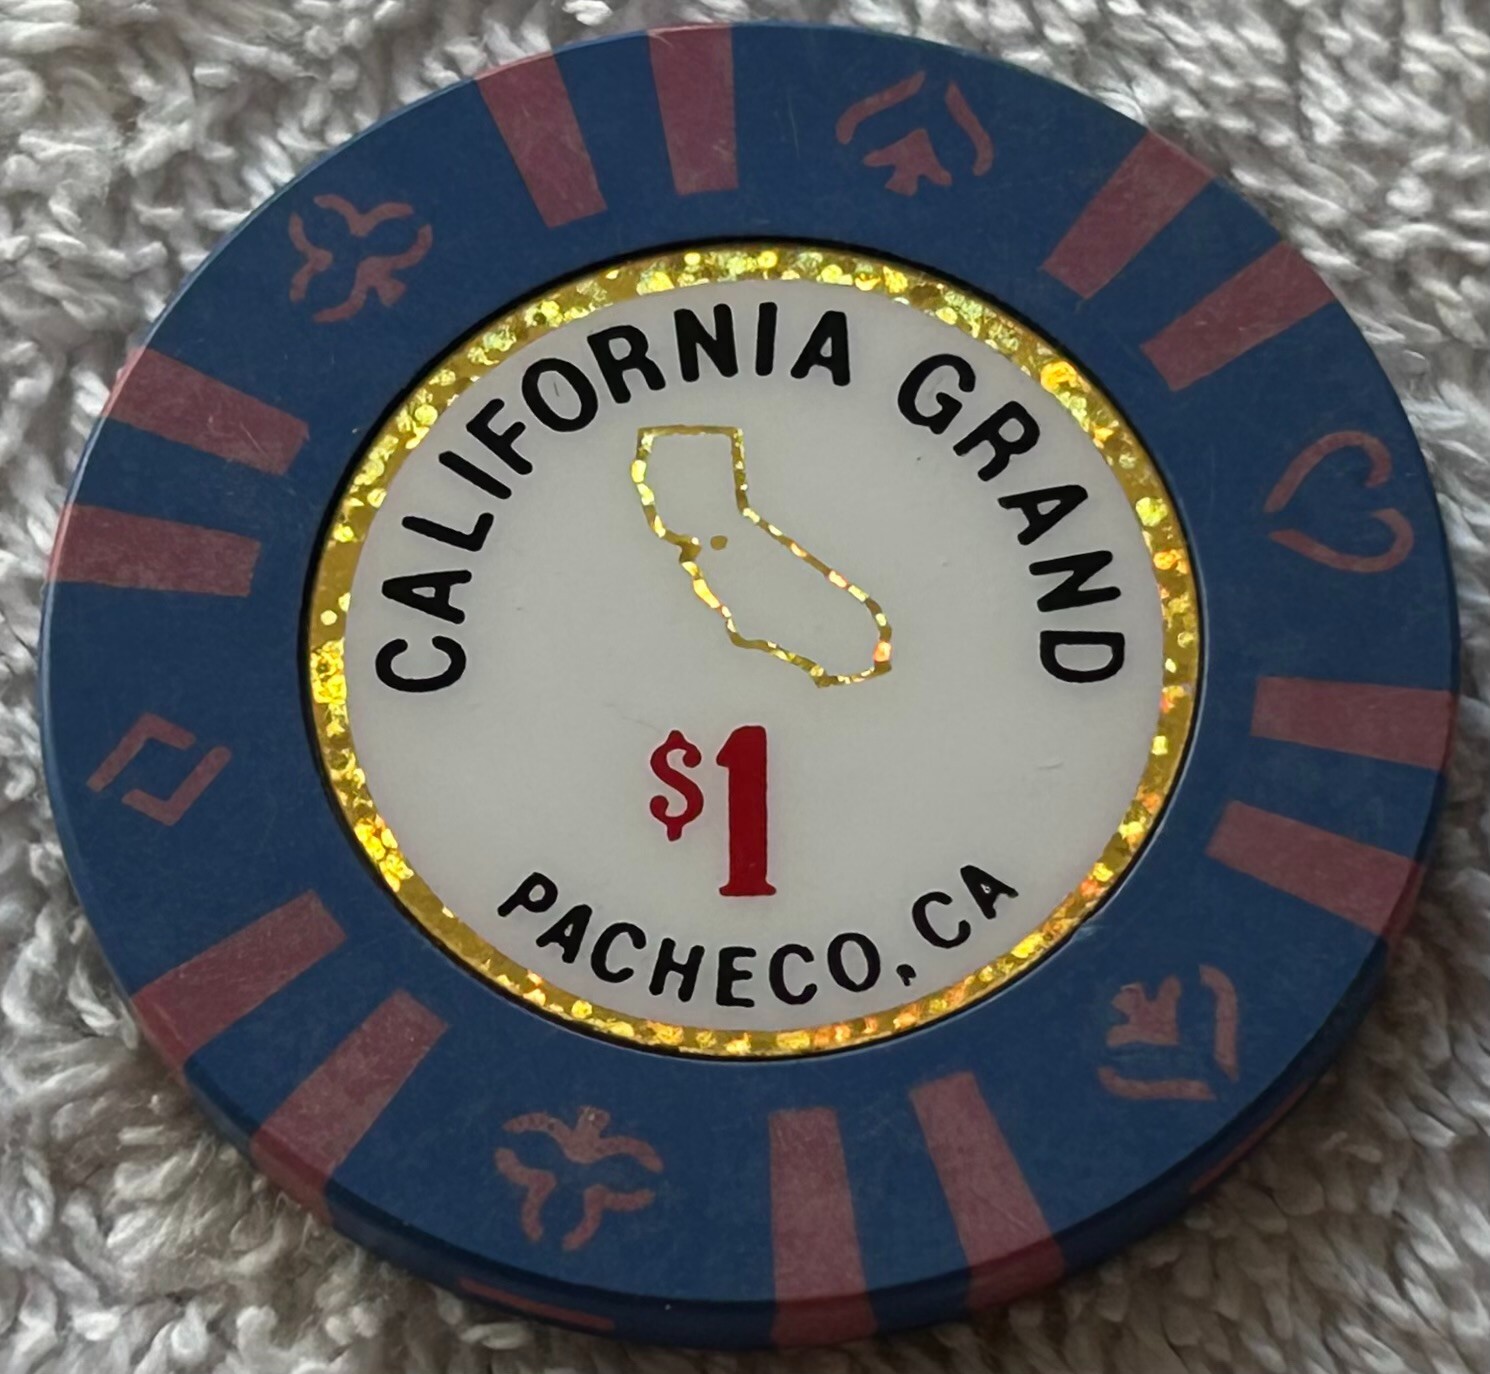 CALIFORNIA GRAND
$1
PACHECO, CA